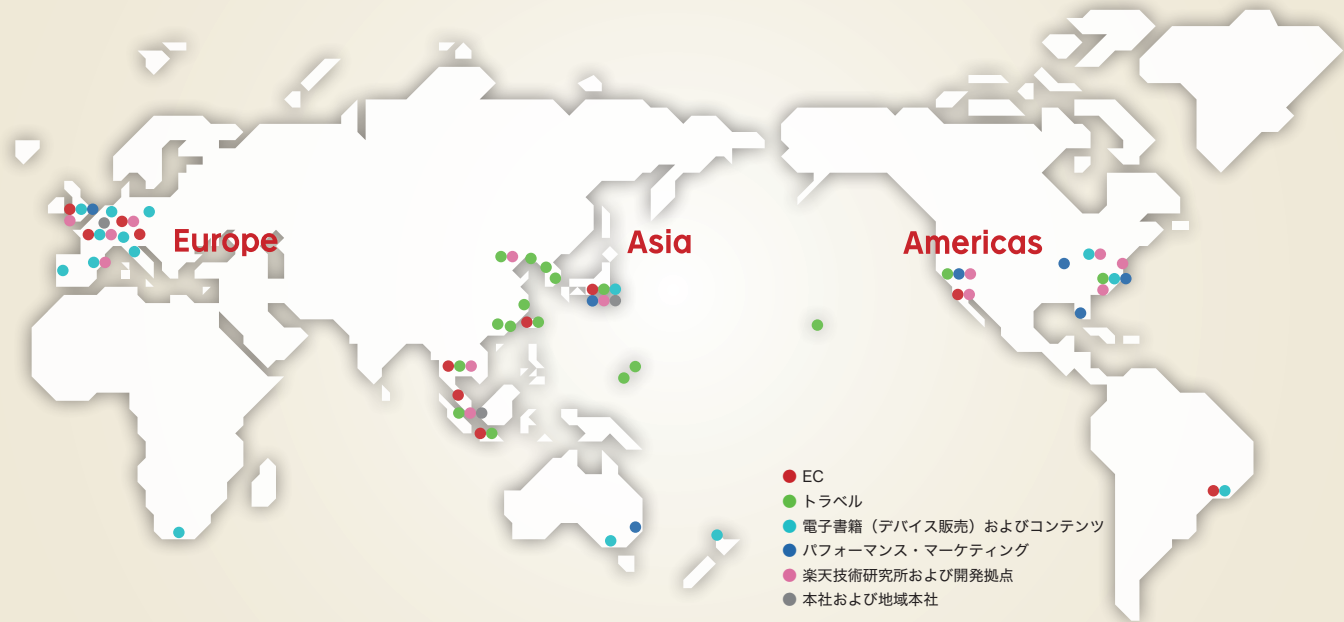 Europe
Asia
Americas
EC
トラベル
電子書籍（デバイス販売）およびコンテンツ
パフォーマンス・マーケティング
楽天技術研究所および開発拠点
本社および地域本社